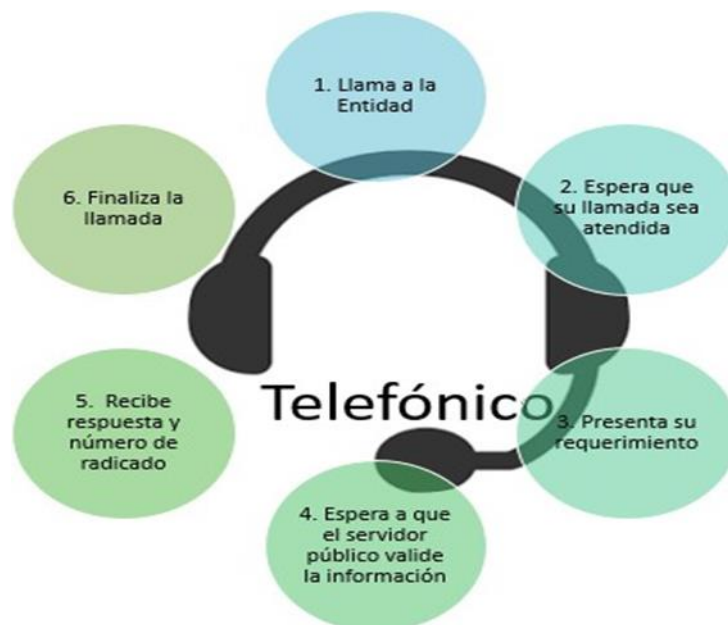 1. Llama a la
Entidad
2. Espera que
su llamada sea
atendida
3. Presenta su
requerimiento
4. Espera a que
el servidor
público valide
la información
5. Recibe
respuesta y
número de
radicado
6. Finaliza la
llamada
Telefónico